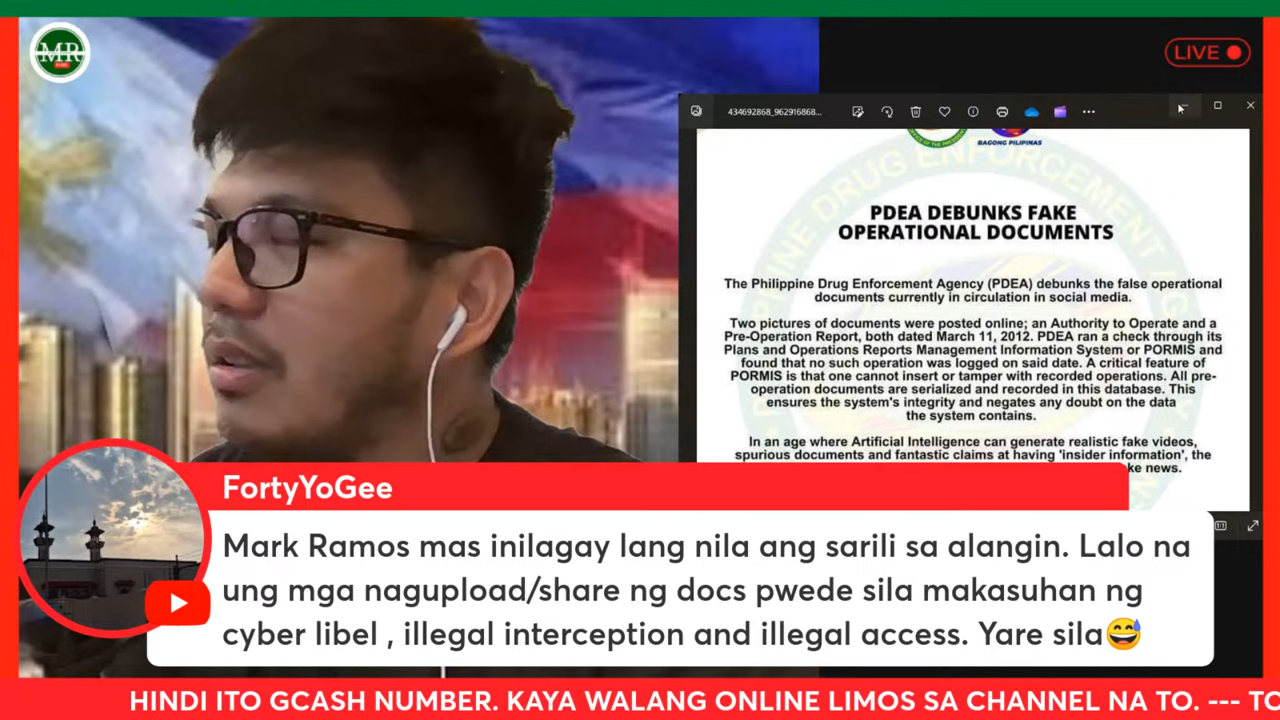 MR
LIVE
434692868_962916868...
BAGONG PILIPINAS
PDEA DEBUNKS FAKE
OPERATIONAL DOCUMENTS
The Philippine Drug Enforcement Agency (PDEA) debunks the false operational
documents currently in circulation in social media.
Two pictures of documents were posted online; an Authority to Operate and a
Pre-Operation Report, both dated March 11, 2012. PDEA ran a check through its
Plans and Operations Reports Management Information System or PORMIS and
found that no such operation was logged on said date. A critical feature of
PORMIS is that one cannot insert or tamper with recorded operations. All pre-
operation documents are serialized and recorded in this database. This
ensures the system's integrity and negates any doubt on the data
the system contains.
In an age where Artificial Intelligence can generate realistic fake videos,
spurious documents and fantastic claims at having 'insider information', the
ke news.
FortyYoGee
Mark Ramos mas inilagay lang nila ang sarili sa alangin. Lalo na
ung mga nagupload/share ng docs pwede sila makasuhan ng
cyber libel , illegal interception and illegal access. Yare sila😅
HINDI ITO GCASH NUMBER. KAYA WALANG ONLINE LIMOS SA CHANNEL NA TO. --- TO